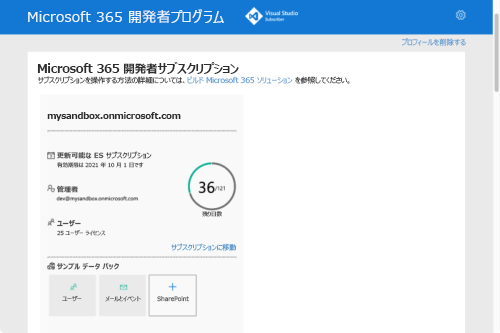 Microsoft 365 開発者プログラム
Visual Studio
Subscriber
プロフィールを削除する
Microsoft 365 開発者サブスクリプション
サブスクリプションを操作する方法の詳細については、ビルド Microsoft 365 ソリューション を参照してください。
mysandbox.onmicrosoft.com
更新可能な E5 サブスクリプション
有効期限は 2021 年 10 月 1 日です
36/121
残り日数
管理者
dev@mysandbox.onmicrosoft.com
ユーザー
25 ユーザー ライセンス
サブスクリプションに移動
サンプル データ パック
ユーザー
メールとイベント
SharePoint